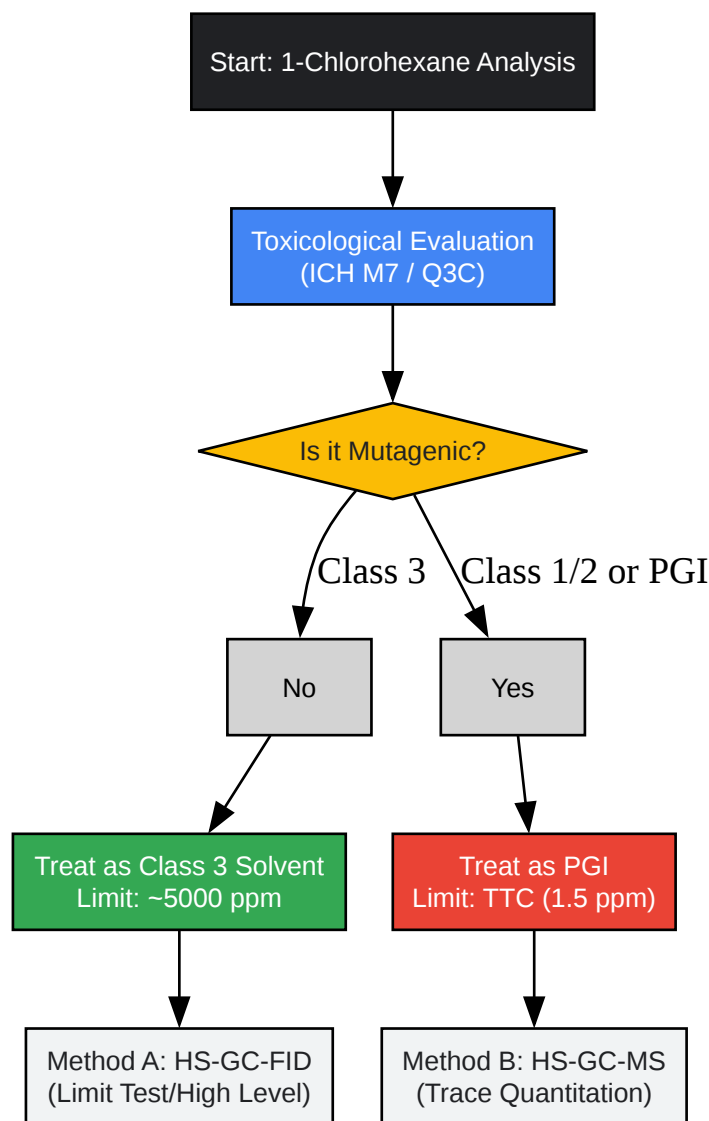 Start: 1-Chlorohexane Analysis
Toxicological Evaluation
(ICH M7 / Q3C)
Is it Mutagenic?
Class 3
Class 1/2 or PGI
No
Yes
Treat as Class 3 Solvent
Limit: ~5000 ppm
Treat as PGI
Limit: TTC (1.5 ppm)
Method A: HS-GC-FID
(Limit Test/High Level)
Method B: HS-GC-MS
(Trace Quantitation)